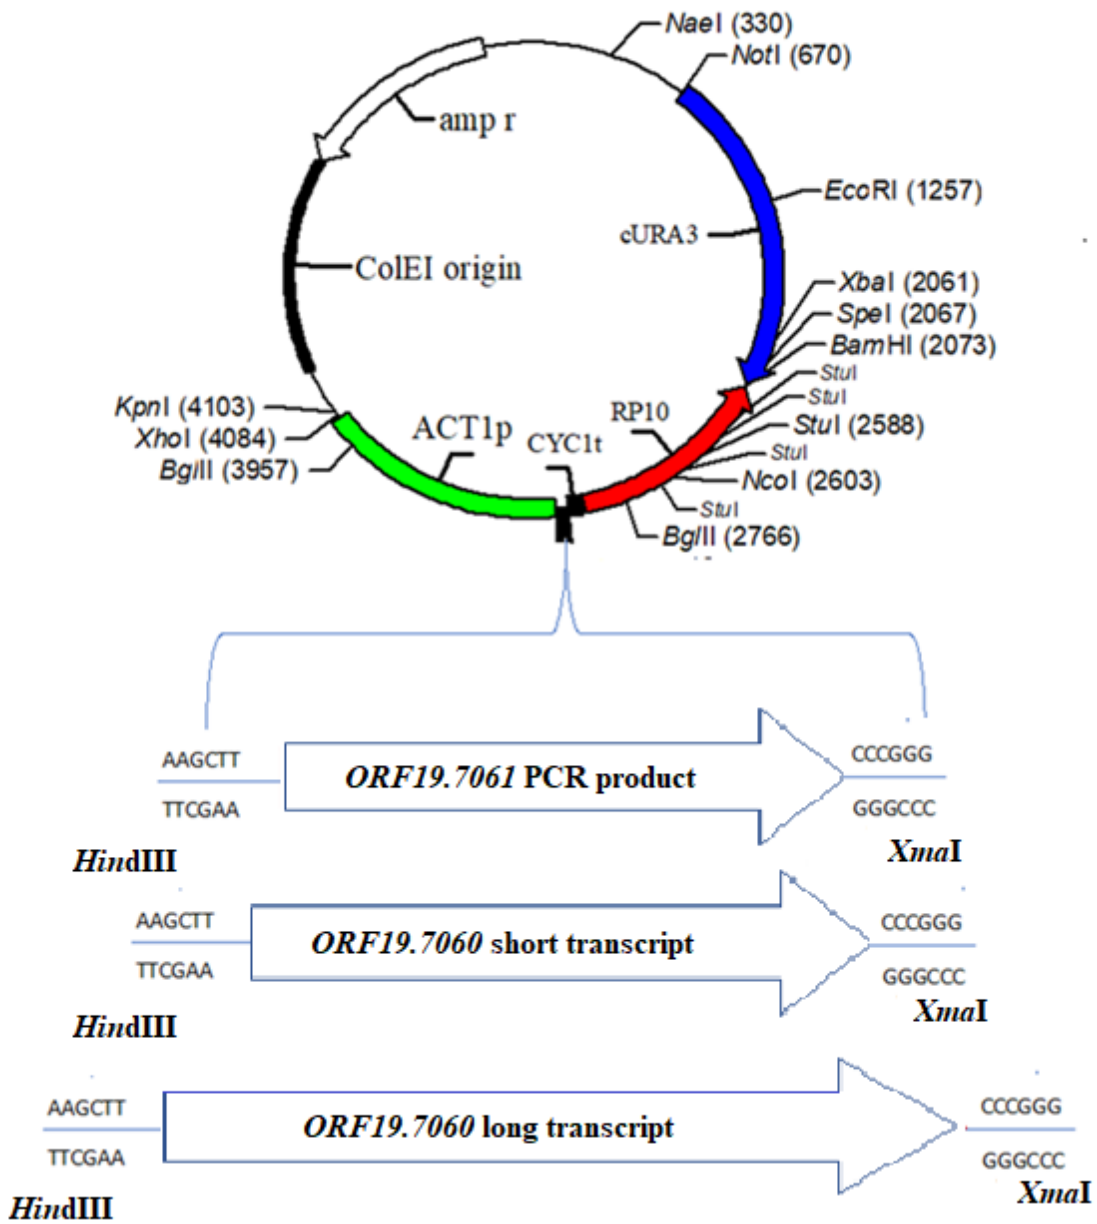 NaeI (330)
NotI (670)
amp r
EcoRI (1257)
cURA3
ColEI origin
XbaI (2061)
SpeI (2067)
BamHI (2073)
StuI
StuI
KpnI (4103)
RP10
StuI (2588)
XhoI (4084)
ACT1p
CYC1t
StuI
BglII (3957)
NcoI (2603)
StuI
BglII (2766)
AAGCTT
CCCGGG
ORF19.7061 PCR product
TTCGAA
GGGCCC
HindIII
XmaI
AAGCTT
CCCGGG
ORF19.7060 short transcript
TTCGAA
GGGCCC
HindIII
XmaI
AAGCTT
CCCGGG
ORF19.7060 long transcript
TTCGAA
GGGCCC
HindIII
XmaI